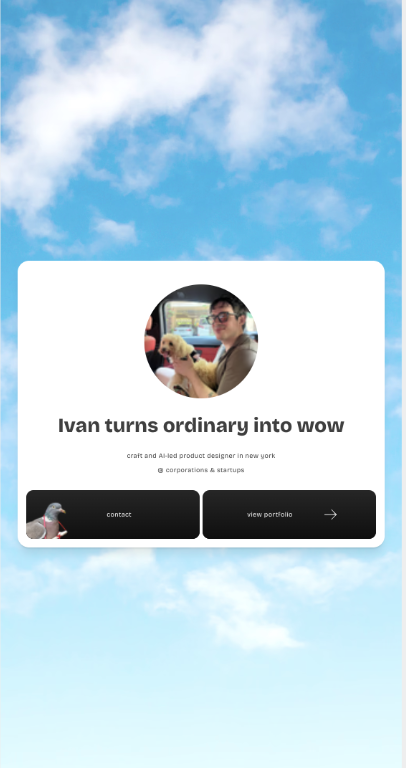 Ivan turns ordinary into wow
craft and AI-led product designer in new york
@ corporations & startups
contact
view portfolio